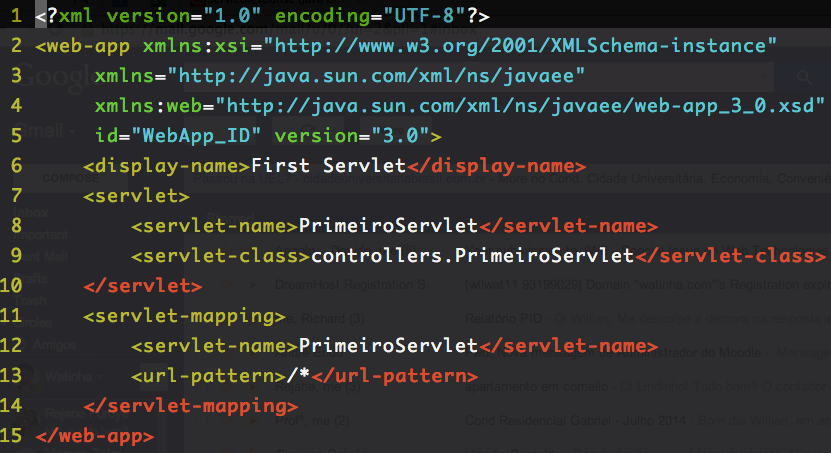 1 <?xml version="1.0" encoding="UTF-8"?>
2 <web-app xmlns:xsi="http://www.w3.org/2001/XMLSchema-instance"
3 xmlns="http://java.sun.com/xml/ns/javaee"
4 xmlns:web="http://java.sun.com/xml/ns/javaee/web-app_3_0.xsd"
5 id="WebApp_ID" version="3.0">
6 <display-name>First Servlet</display-name>
7 <servlet>
8 <servlet-name>PrimeiroServlet</servlet-name>
9 <servlet-class>controllers.PrimeiroServlet</servlet-class>
10 </servlet>
11 <servlet-mapping>
12 <servlet-name>PrimeiroServlet</servlet-name>
13 <url-pattern>/*</url-pattern>
14 </servlet-mapping>
15 </web-app>